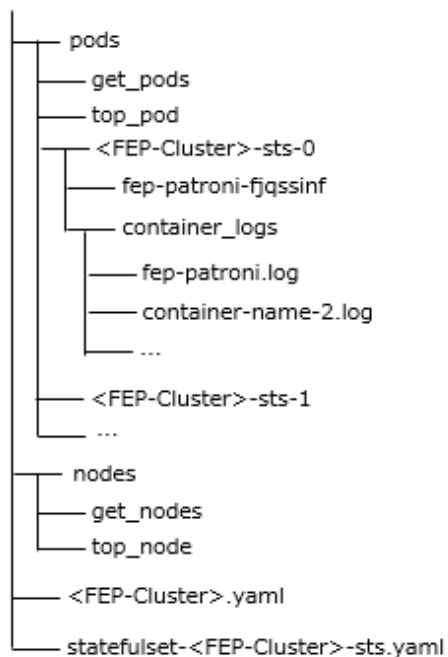 pods
get_pods
top_pod
<FEP-Cluster>-sts-0
fep-patroni-fjqssinf
container_logs
fep-patroni.log
container-name-2.log
...
<FEP-Cluster>-sts-1
...
nodes
get_nodes
top_node
<FEP-Cluster>.yaml
statefulset-<FEP-Cluster>-sts.yaml